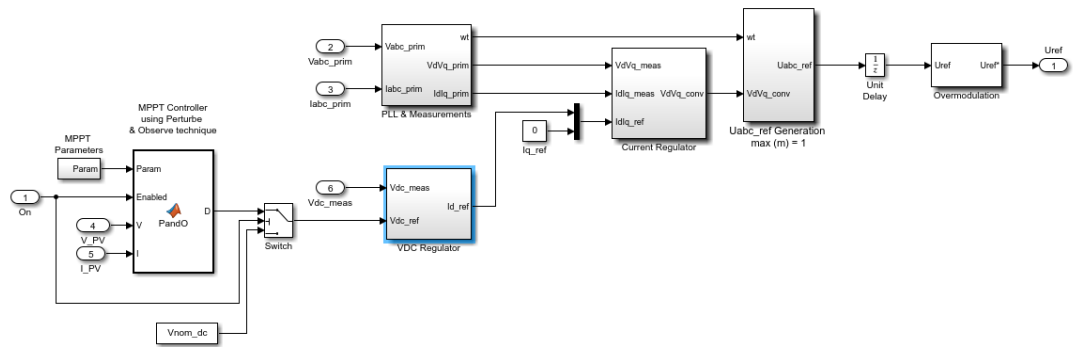 2
Vabc_prim
3
Iabc_prim
Vabc_prim
Iabc_prim
wt
VdVq_prim
IdIq_prim
PLL & Measurements
VdVq_meas
IdIq_meas
IdIq_ref
VdVq_conv
Current Regulator
0
Iq_ref
wt
VdVq_conv
Uabc_ref
Uabc_ref Generation
max (m) = 1
1
z
Unit
Delay
Uref
Uref*
Overmodulation
Uref
1
MPPT Controller
using Perturbe
& Observe technique
MPPT
Parameters
Param
1
On
4
V_PV
5
I_PV
Param
Enabled
V
I
D
PandO
Switch
Vnom_dc
6
Vdc_meas
Vdc_meas
Vdc_ref
Id_ref
VDC Regulator